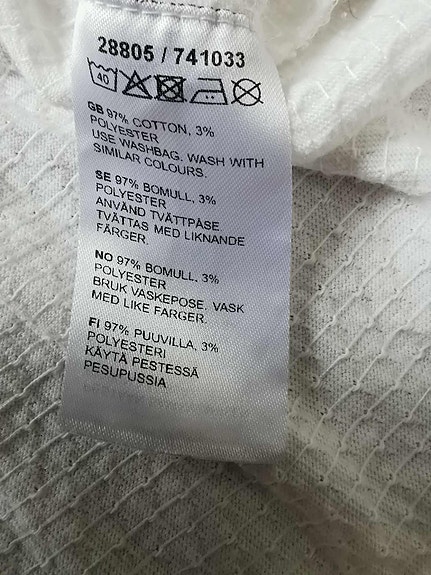 28805 / 741033
40
GB 97% COTTON, 3%
POLYESTER
USE WASHBAG. WASH WITH
SIMILAR COLOURS.
SE 97% BOMULL, 3%
POLYESTER
ANVÄND TVÄTTPÅSE
TVÄTTAS MED LIKNANDE
FÄRGER.
NO 97% BOMULL, 3%
POLYESTER
BRUK VASKEPOSE. VASK
MED LIKE FARGER.
FI 97% PUUVILLA, 3%
POLYESTERI
KÄYTÄ PESTESSÄ
PESUPUSSIA